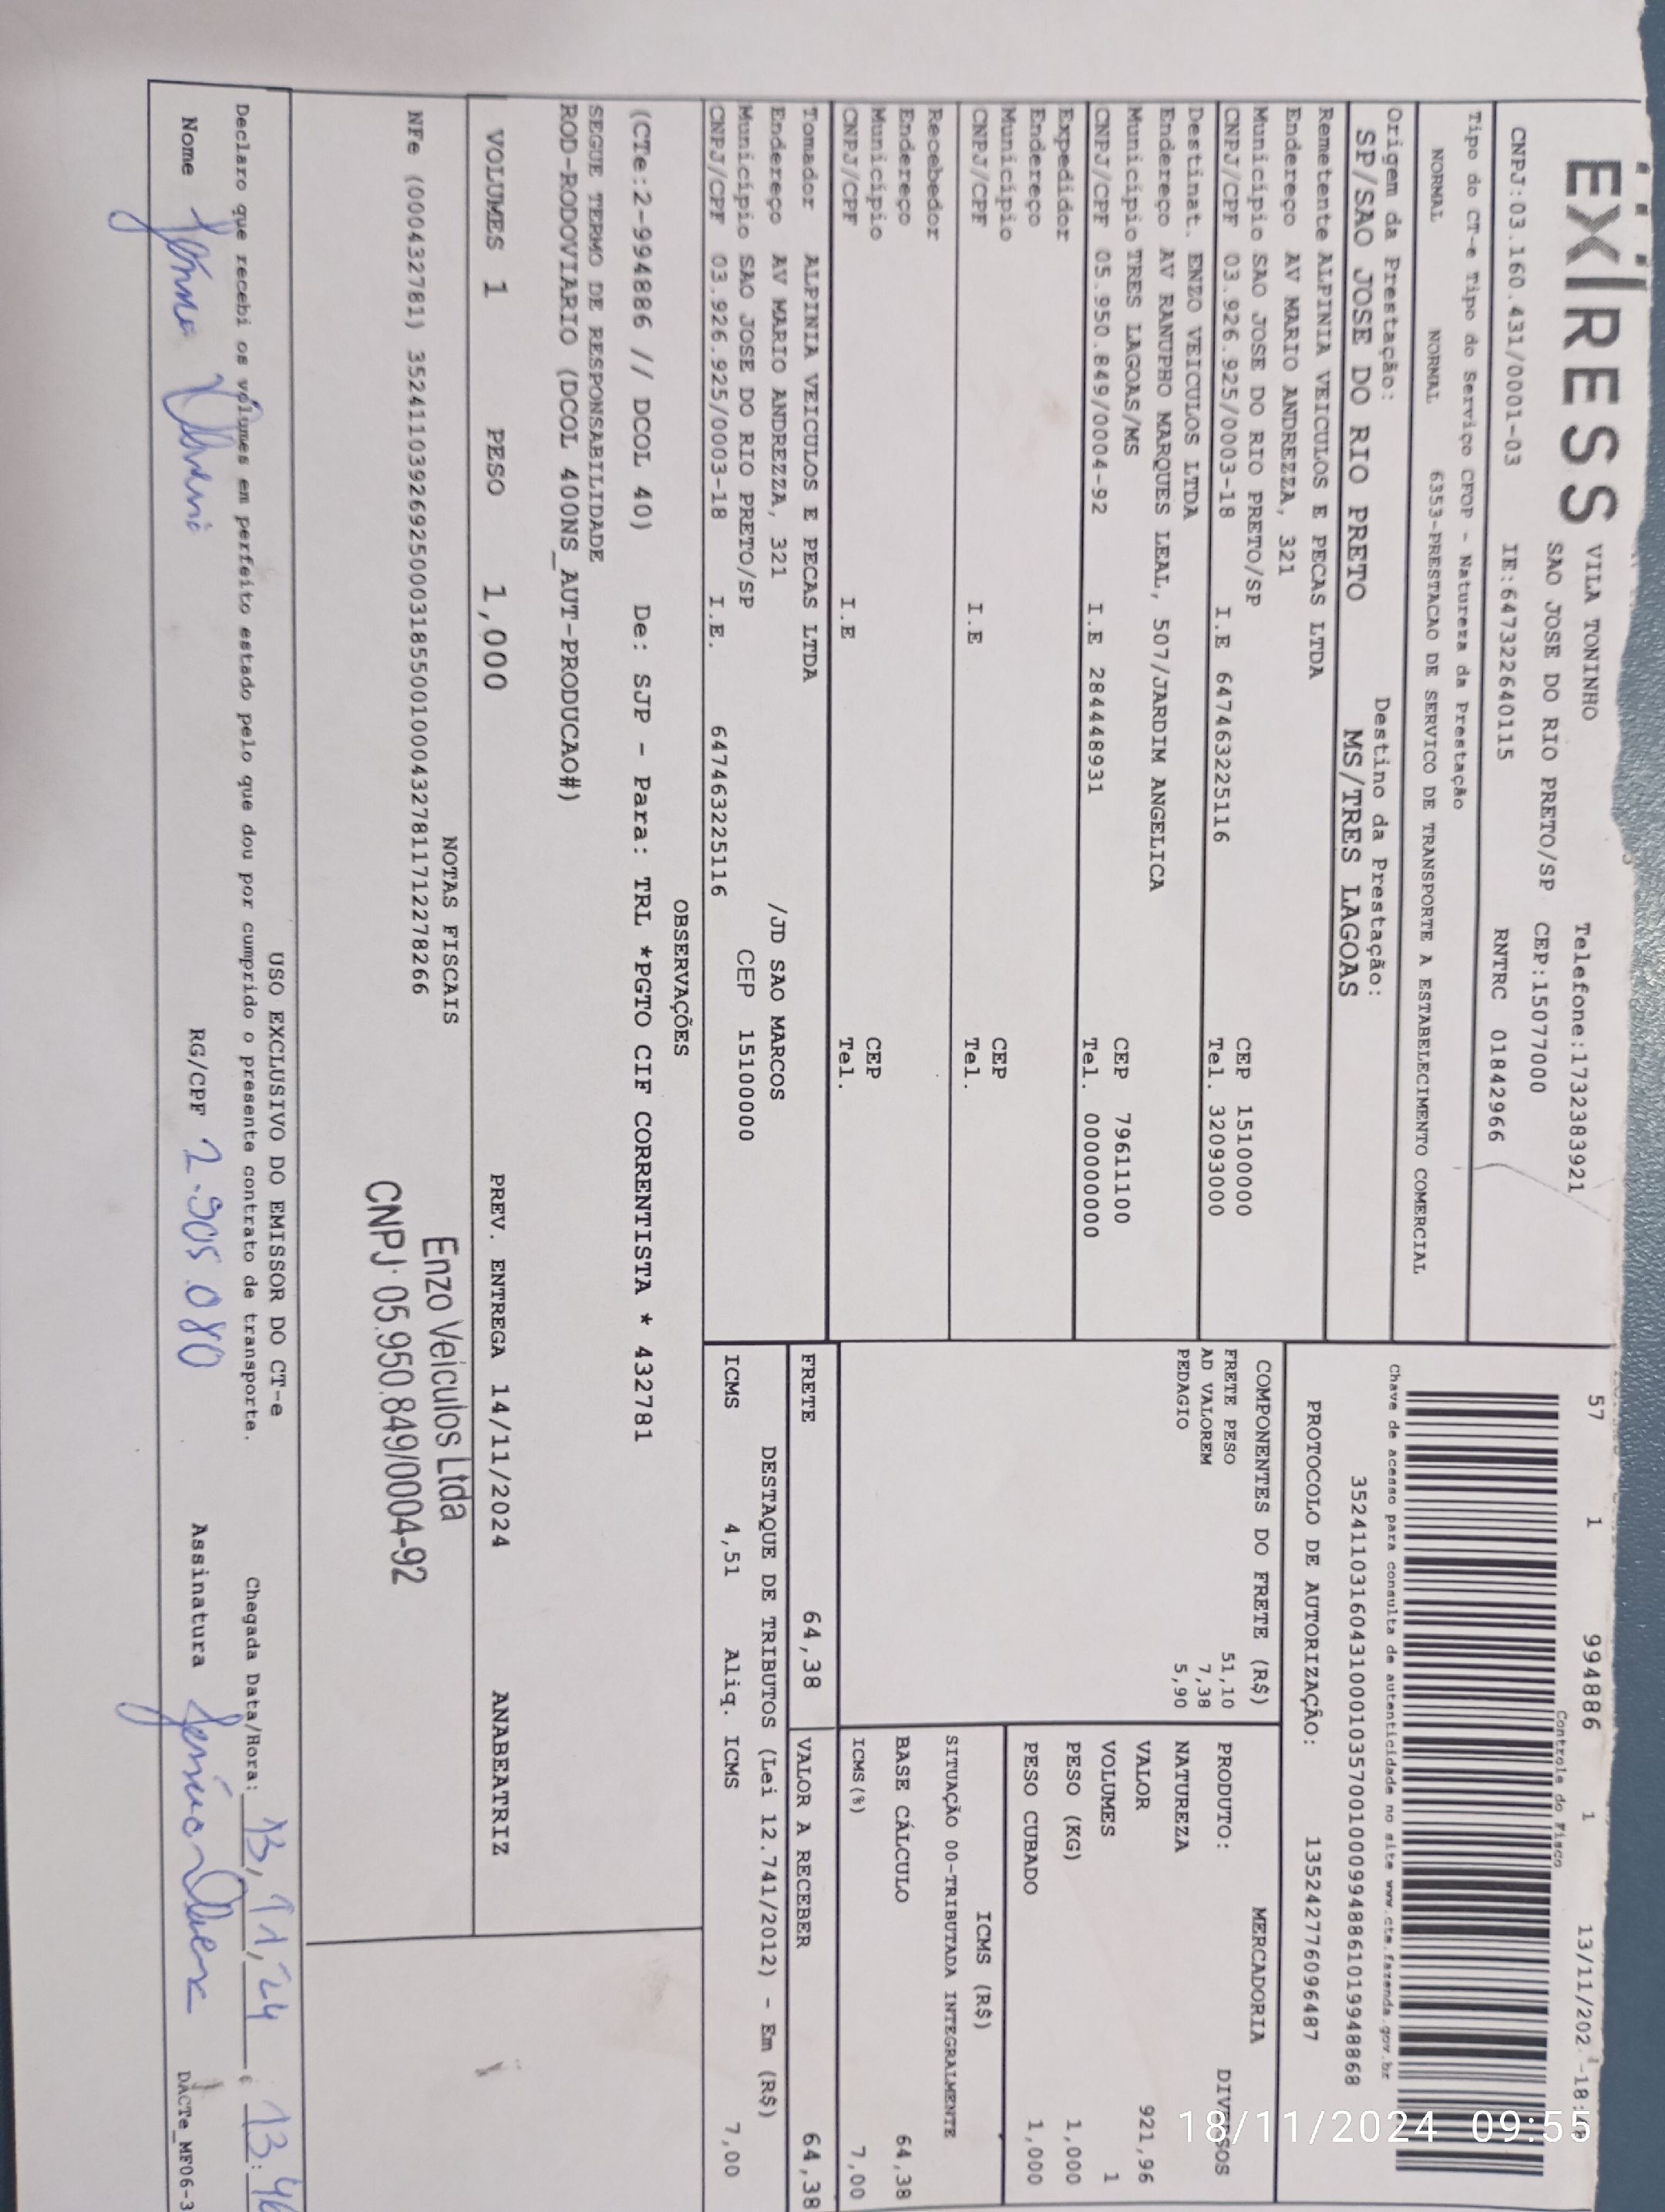 EXPRESS
VILA TONINHO Telefone:1732383921
SAO JOSE DO RIO PRETO/SP CEP:15077000
CNPJ:03.160.431/0001-03 IE:647322640115 RNTRC 01842966
57 1 994886 1 13/11/202
Controle do Fisco
Tipo do CT-e Tipo do Serviço CFOP - Natureza da Prestação
NORMAL NORMAL 6353-PRESTACAO DE SERVICO DE TRANSPORTE A ESTABELECIMENTO COMERCIAL
Chave de acesso para consulta de autenticidade no site www.cte.fazenda.gov.br
35241103160431000103570010009948861019948868
Origem da Prestação: Destino da Prestação:
SP/SAO JOSE DO RIO PRETO MS/TRES LAGOAS
PROTOCOLO DE AUTORIZAÇÃO: 135242776096487
Remetente ALPINIA VEICULOS E PECAS LTDA
Endereço AV MARIO ANDREZZA, 321
Município SAO JOSE DO RIO PRETO/SP CEP 15100000
CNPJ/CPF 03.926.925/0003-18 I.E 647463225116 Tel. 32093000
Destinat. ENZO VEICULOS LTDA
Endereço AV RANUPHO MARQUES LEAL, 507/JARDIM ANGELICA
Município TRES LAGOAS/MS CEP 79611100
CNPJ/CPF 05.950.849/0004-92 I.E 284448931 Tel. 000000000
Expedidor
Endereço
Município CEP
CNPJ/CPF I.E Tel.
Recebedor
Endereço
Município CEP
CNPJ/CPF I.E Tel.
Tomador ALPINIA VEICULOS E PECAS LTDA
Endereço AV MARIO ANDREZZA, 321 /JD SAO MARCOS
Município SAO JOSE DO RIO PRETO/SP CEP 15100000
CNPJ/CPF 03.926.925/0003-18 I.E. 647463225116
COMPONENTES DO FRETE (R$)
FRETE PESO 51,10
AD VALOREM 7,38
PEDAGIO 5,90
MERCADORIA
PRODUTO: DIVERSOS
NATUREZA
VALOR 921,96
VOLUMES 1
PESO (KG) 1,000
PESO CUBADO 1,000
ICMS (R$)
SITUAÇÃO 00-TRIBUTADA INTEGRALMENTE
BASE CÁLCULO 64,38
ICMS(%) 7,00
FRETE 64,38 VALOR A RECEBER 64,38
DESTAQUE DE TRIBUTOS (Lei 12.741/2012) - Em (R$)
ICMS 4,51 Aliq. ICMS 7,00
OBSERVAÇÕES
(CTe:2-994886 // DCOL 40) De: SJP - Para: TRL *PGTO CIF CORRENTISTA * 432781
SEGUE TERMO DE RESPONSABILIDADE
ROD-RODOVIARIO (DCOL 400NS_AUT-PRODUCAO#)
VOLUMES 1 PESO 1,000 PREV. ENTREGA 14/11/2024 ANABEATRIZ
NOTAS FISCAIS
NFe (000432781) 35241103926925000318550010004327811712278266
Enzo Veiculos Ltda
CNPJ: 05.950.849/0004-92
USO EXCLUSIVO DO EMISSOR DO CT-e
Declaro que recebi os volumes em perfeito estado pelo que dou por cumprido o presente contrato de transporte. Chegada Data/Hora: 13, 11, 24
Nome RG/CPF 2.905.080 Assinatura
DACTe_MF06-3
18/11/2024 09:55